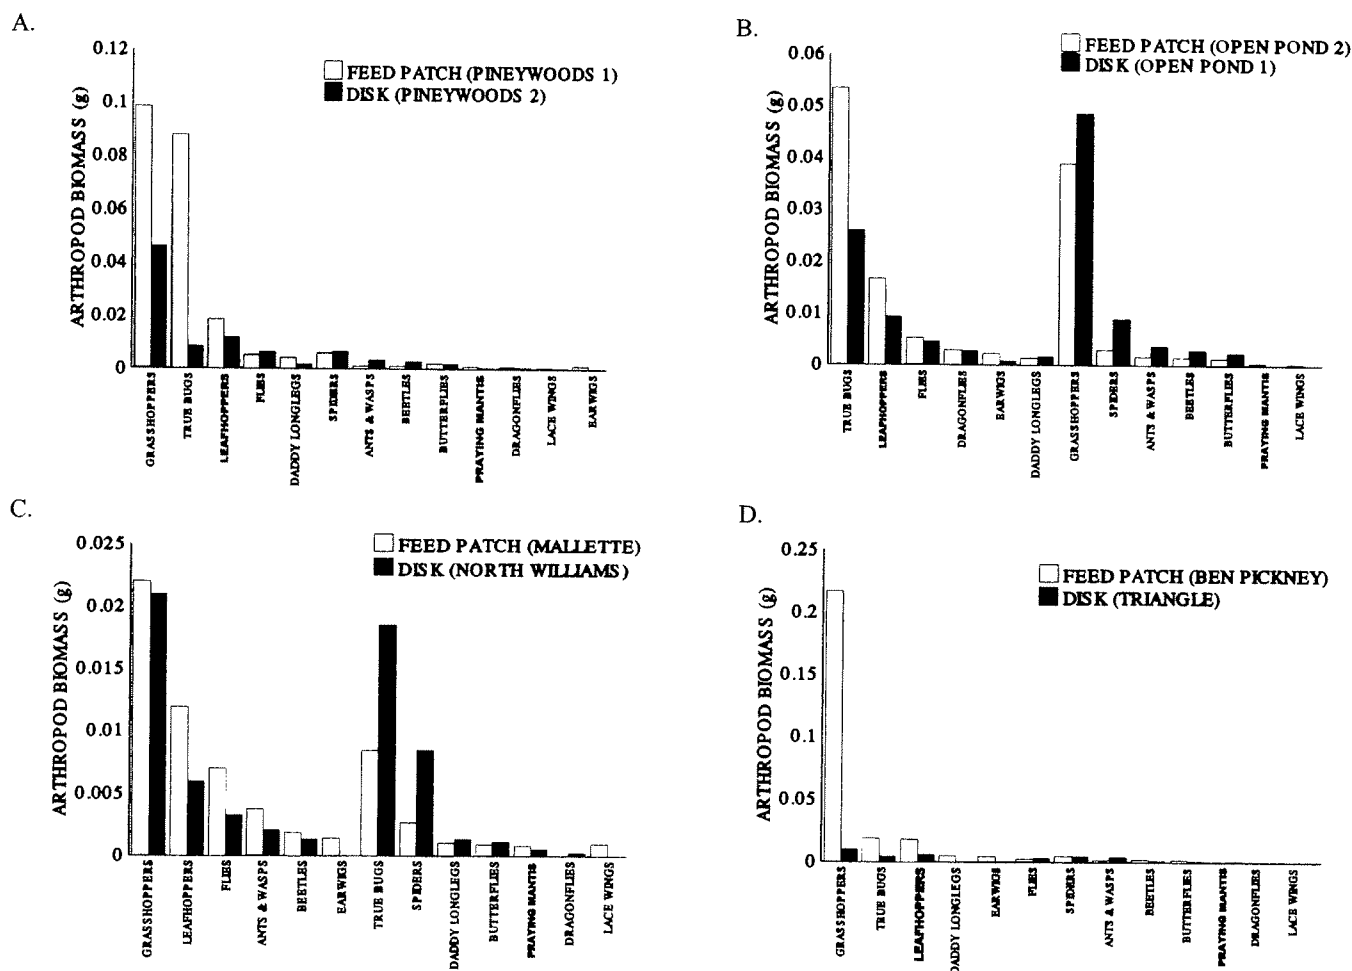 A.
0.12
0.1
0.08
0.06
0.04
0.02
0
ARTHROPOD BIOMASS (g)
FEED PATCH (PINEYWOODS 1)
DISK (PINEYWOODS 2)
GRASSHOPPERS
TRUE BUGS
LEAFHOPPERS
FLIES
DADDY LONGLEGS
SPIDERS
ANTS & WASPS
BEETLES
BUTTERFLIES
PRAYING MANTIS
DRAGONFLIES
LACE WINGS
EARWIGS
B.
0.06
0.05
0.04
0.03
0.02
0.01
0
ARTHROPOD BIOMASS (g)
FEED PATCH (OPEN POND 2)
DISK (OPEN POND 1)
TRUE BUGS
LEAFHOPPERS
FLIES
DRAGONFLIES
EARWIGS
DADDY LONGLEGS
GRASSHOPPERS
SPIDERS
ANTS & WASPS
BEETLES
BUTTERFLIES
PRAYING MANTIS
LACE WINGS
C.
0.025
0.02
0.015
0.01
0.005
0
ARTHROPOD BIOMASS (g)
FEED PATCH (MALLETTE)
DISK (NORTH WILLIAMS)
GRASSHOPPERS
LEAFHOPPERS
FLIES
ANTS & WASPS
BEETLES
EARWIGS
TRUE BUGS
SPIDERS
DADDY LONGLEGS
BUTTERFLIES
PRAYING MANTIS
DRAGONFLIES
LACE WINGS
D.
0.25
0.2
0.15
0.1
0.05
0
ARTHROPOD BIOMASS (g)
FEED PATCH (BEN PICKNEY)
DISK (TRIANGLE)
GRASSHOPPERS
TRUE BUGS
LEAFHOPPERS
DADDY LONGLEGS
EARWIGS
FLIES
SPIDERS
ANTS & WASPS
BEETLES
BUTTERFLIES
PRAYING MANTIS
DRAGONFLIES
LACE WINGS